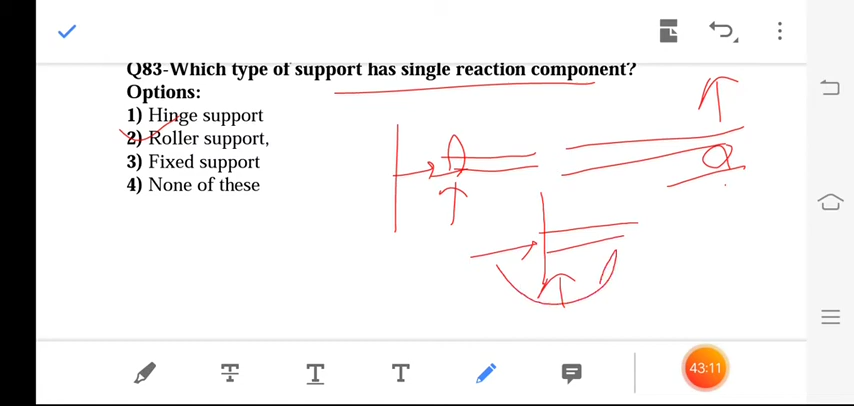 Q83-Which type of support has single reaction component?
Options:
1) Hinge support
2) Roller support,
3) Fixed support
4) None of these
T T T
43:11